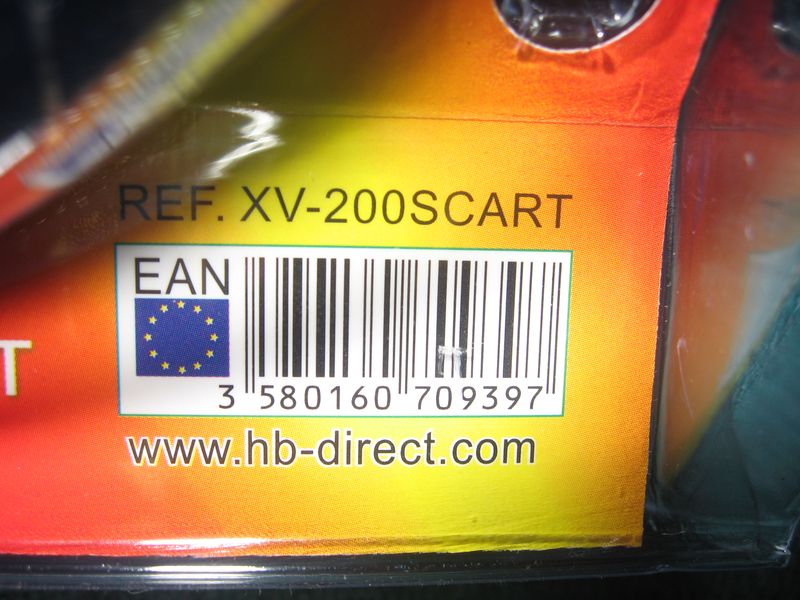 REF. XV-200SCART
EAN
T
3 580160 709397
www.hb-direct.com